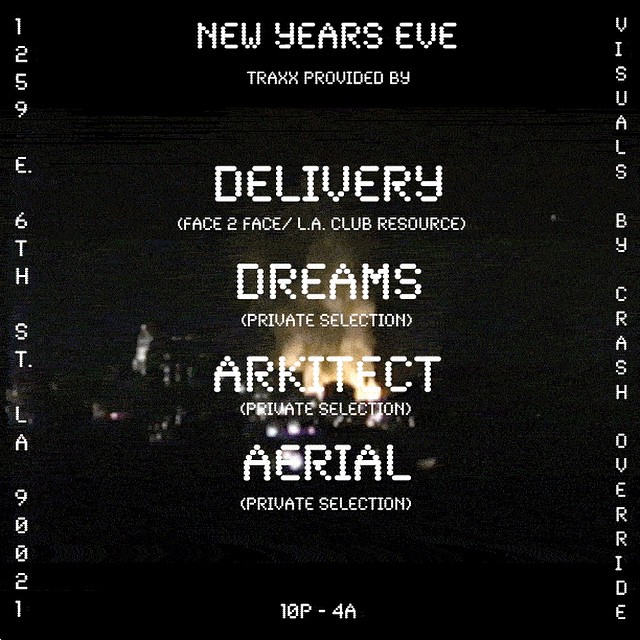 NEW YEARS EVE
TRAXX PROVIDED BY
DELIVERY
(FACE 2 FACE/ L.A. CLUB RESOURCE)
DREAMS
(PRIVATE SELECTION)
ARKITECT
(PRIVATE SELECTION)
AERIAL
(PRIVATE SELECTION)
10P - 4A
1259 E. 6TH ST. LA 90021
VISUALS BY CRASH OVERRIDE